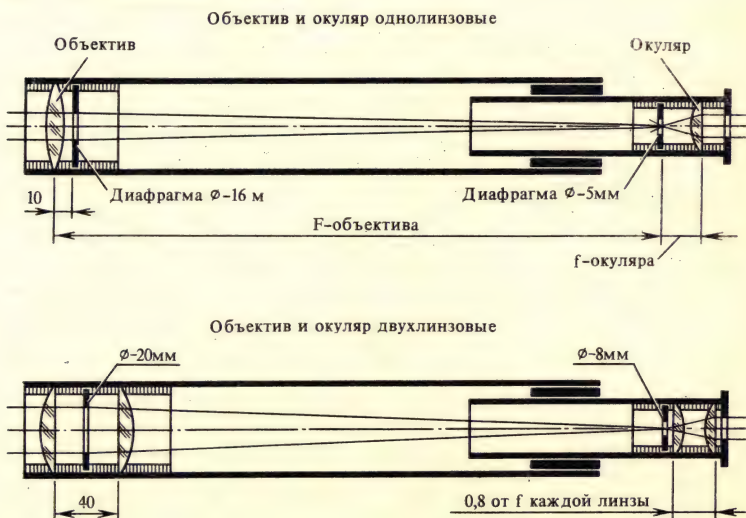 Объектив и окуляр однолинзовые
Объектив
Окуляр
10
Диафрагма ⌀-16 м
Диафрагма ⌀-5мм
F-объектива
f-окуляра
Объектив и окуляр двухлинзовые
⌀-20мм
⌀-8мм
40
0,8 от f каждой линзы